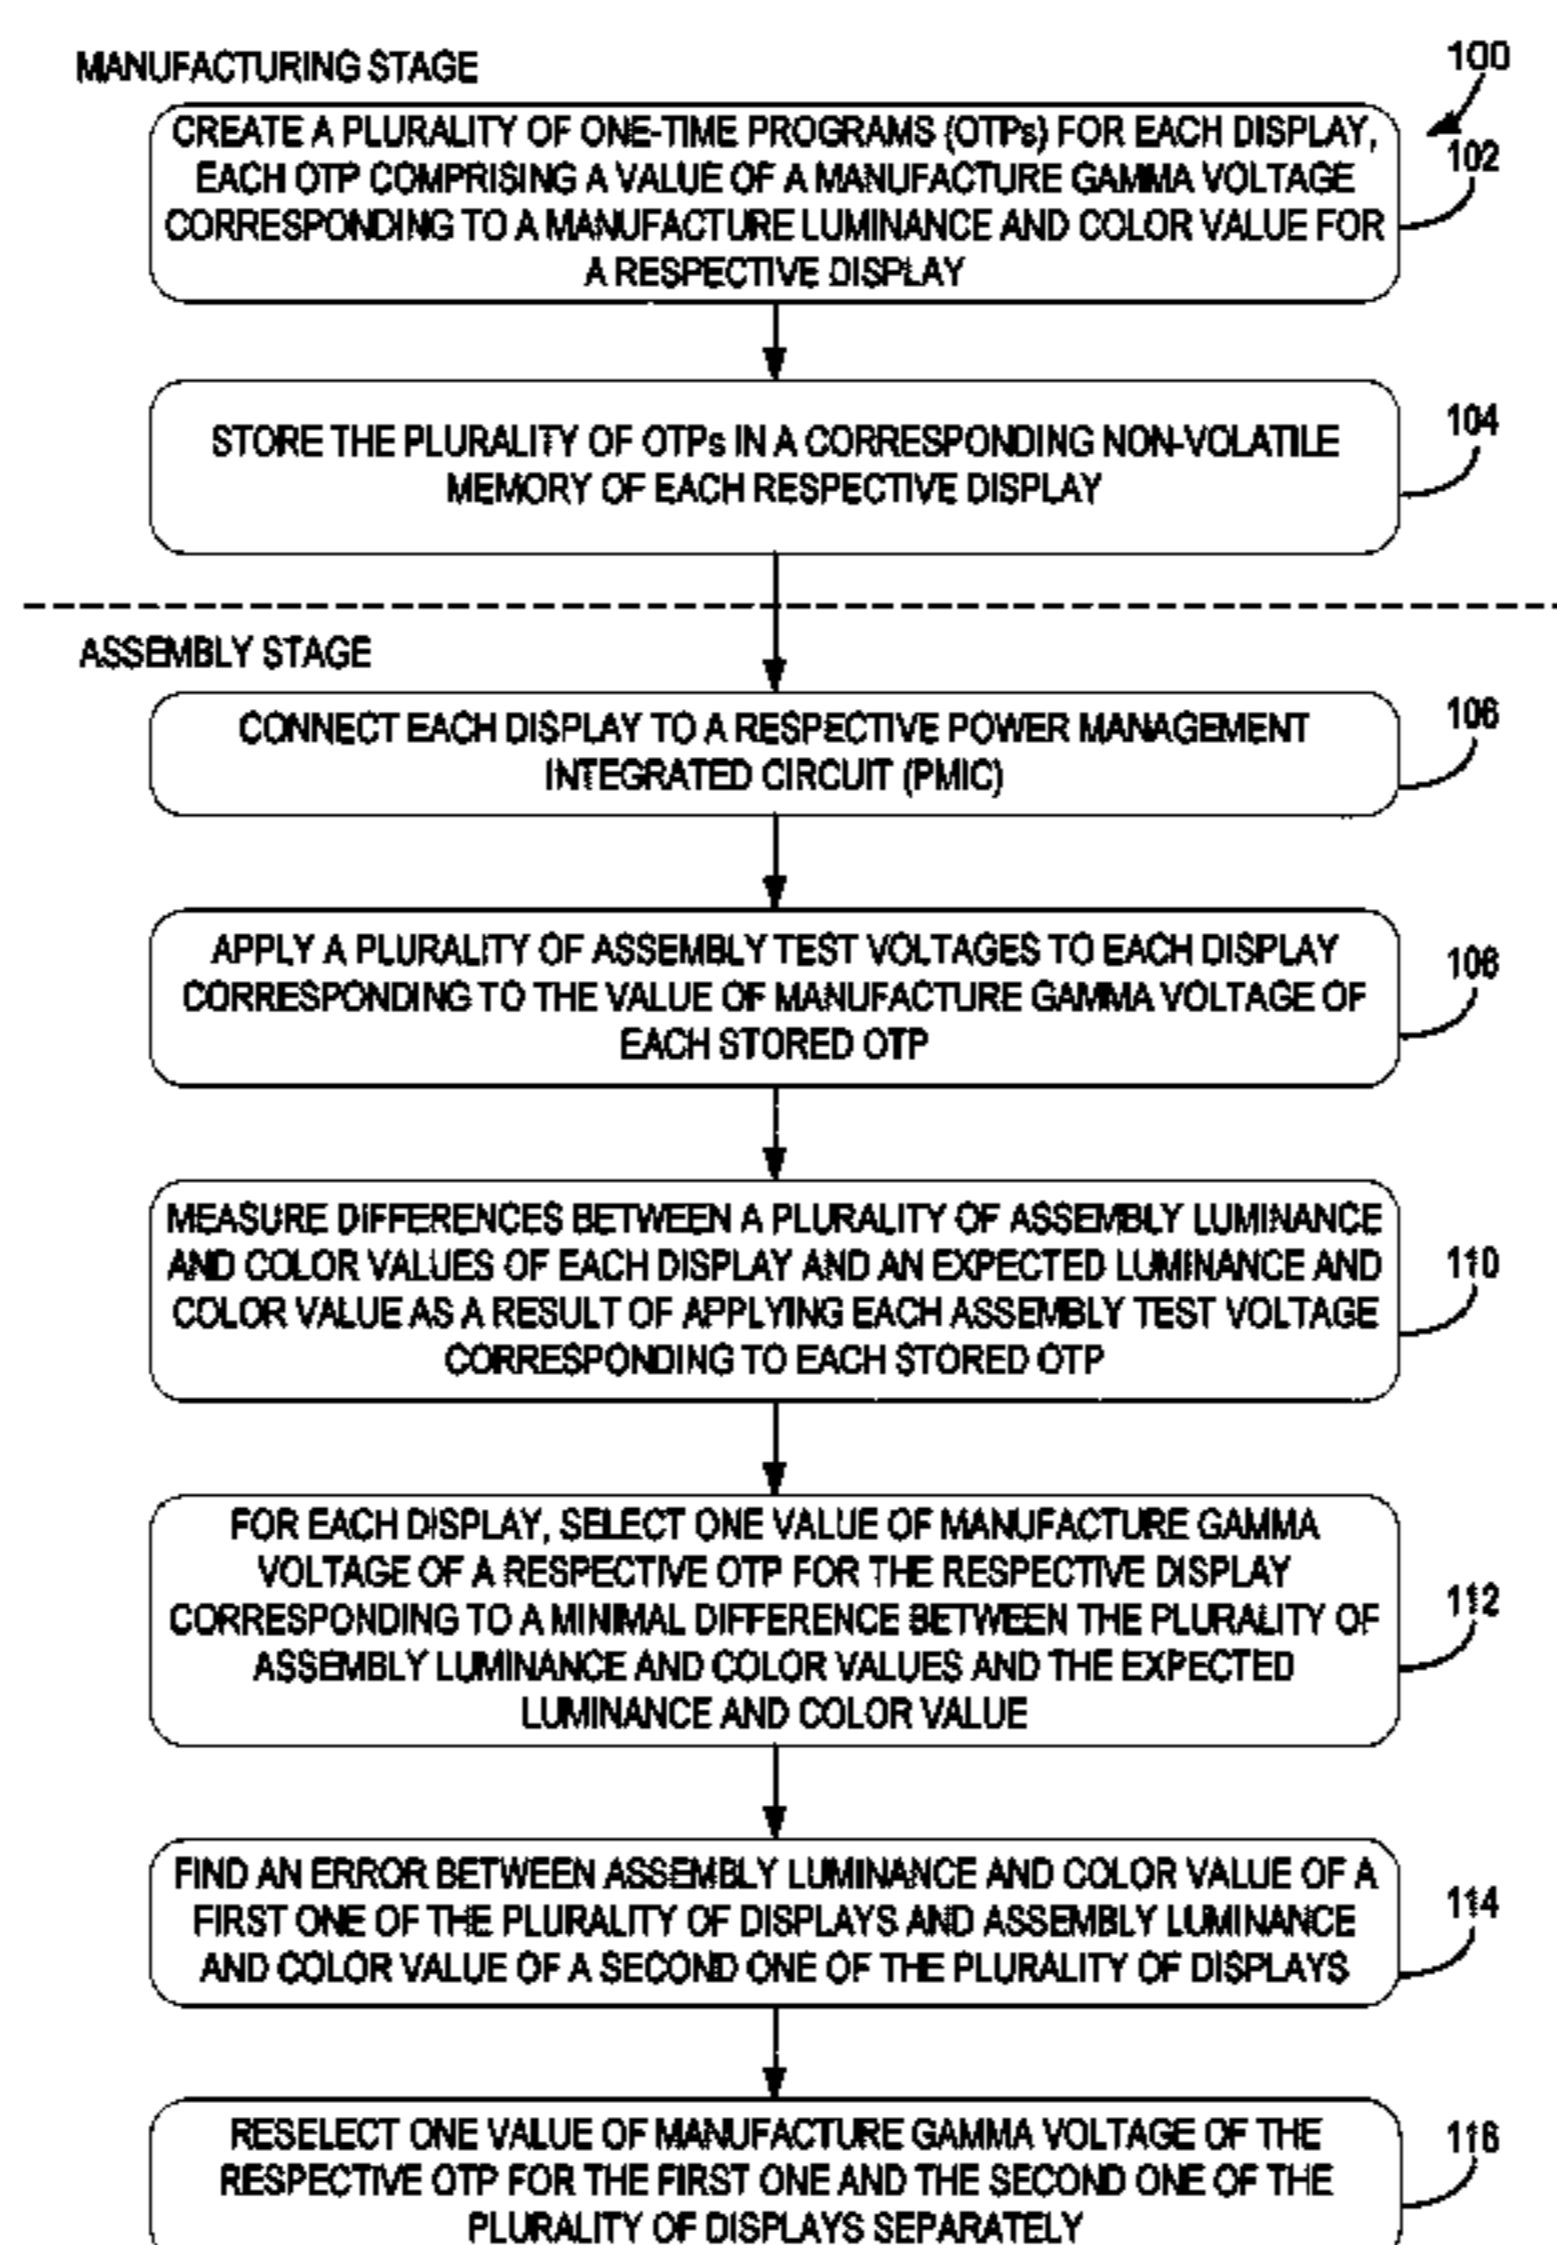 MANUFACTURING STAGE
100
CREATE A PLURALITY OF ONE-TIME PROGRAMS (OTPs) FOR EACH DISPLAY,
EACH OTP COMPRISING A VALUE OF A MANUFACTURE GAMMA VOLTAGE
CORRESPONDING TO A MANUFACTURE LUMINANCE AND COLOR VALUE FOR
A RESPECTIVE DISPLAY
102
STORE THE PLURALITY OF OTPs IN A CORRESPONDING NON-VOLATILE
MEMORY OF EACH RESPECTIVE DISPLAY
104
ASSEMBLY STAGE
CONNECT EACH DISPLAY TO A RESPECTIVE POWER MANAGEMENT
INTEGRATED CIRCUIT (PMIC)
106
APPLY A PLURALITY OF ASSEMBLY TEST VOLTAGES TO EACH DISPLAY
CORRESPONDING TO THE VALUE OF MANUFACTURE GAMMA VOLTAGE OF
EACH STORED OTP
108
MEASURE DIFFERENCES BETWEEN A PLURALITY OF ASSEMBLY LUMINANCE
AND COLOR VALUES OF EACH DISPLAY AND AN EXPECTED LUMINANCE AND
COLOR VALUE AS A RESULT OF APPLYING EACH ASSEMBLY TEST VOLTAGE
CORRESPONDING TO EACH STORED OTP
110
FOR EACH DISPLAY, SELECT ONE VALUE OF MANUFACTURE GAMMA
VOLTAGE OF A RESPECTIVE OTP FOR THE RESPECTIVE DISPLAY
CORRESPONDING TO A MINIMAL DIFFERENCE BETWEEN THE PLURALITY OF
ASSEMBLY LUMINANCE AND COLOR VALUES AND THE EXPECTED
LUMINANCE AND COLOR VALUE
112
FIND AN ERROR BETWEEN ASSEMBLY LUMINANCE AND COLOR VALUE OF A
FIRST ONE OF THE PLURALITY OF DISPLAYS AND ASSEMBLY LUMINANCE
AND COLOR VALUE OF A SECOND ONE OF THE PLURALITY OF DISPLAYS
114
RESELECT ONE VALUE OF MANUFACTURE GAMMA VOLTAGE OF THE
RESPECTIVE OTP FOR THE FIRST ONE AND THE SECOND ONE OF THE
PLURALITY OF DISPLAYS SEPARATELY
116